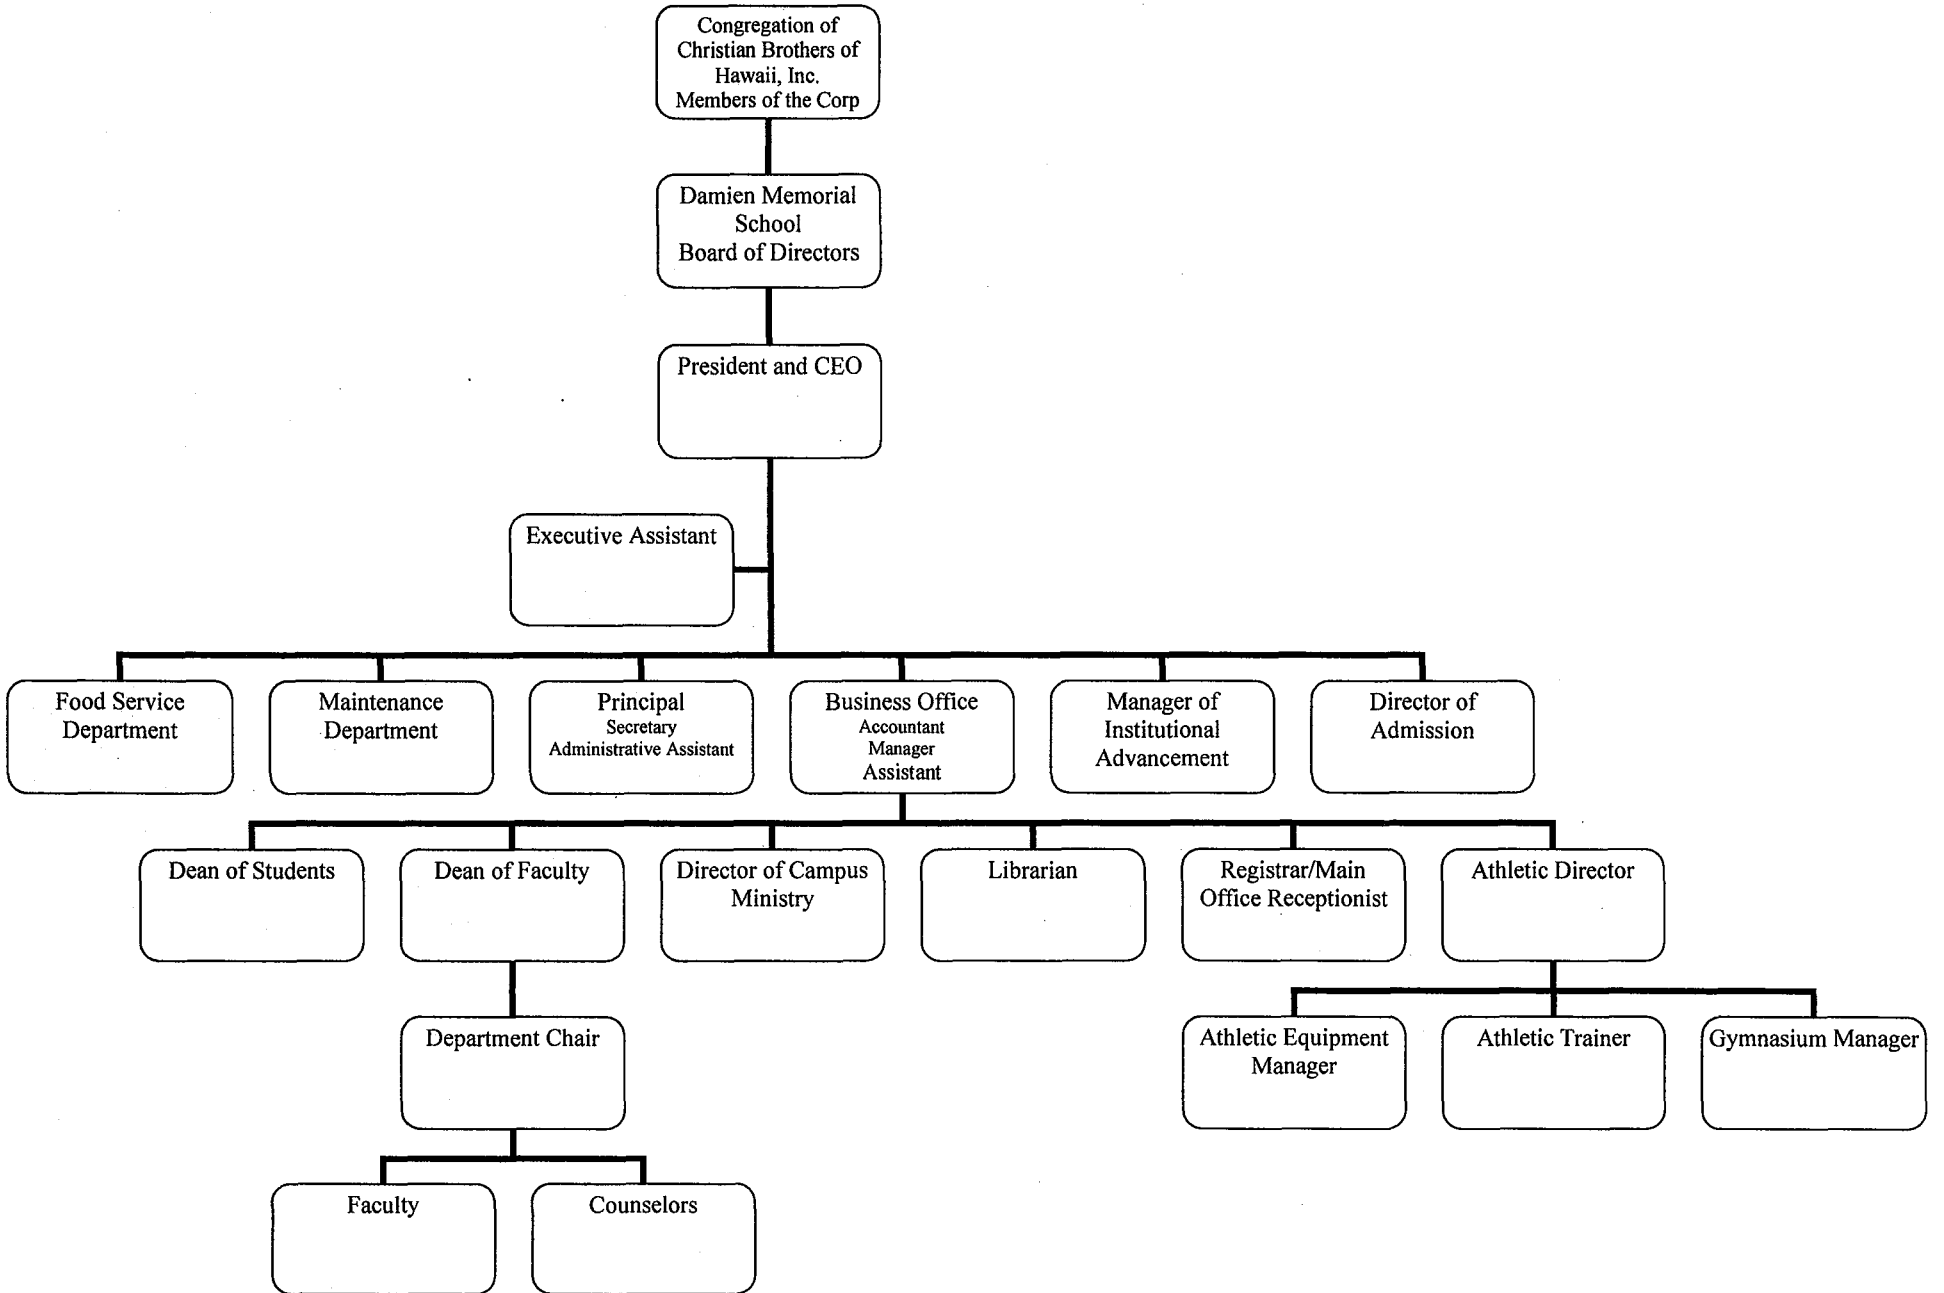 Congregation of
Christian Brothers of
Hawaii, Inc.
Members of the Corp
Damien Memorial
School
Board of Directors
President and CEO
Executive Assistant
Food Service
Department
Maintenance
Department
Principal
Secretary
Administrative Assistant
Business Office
Accountant
Manager
Assistant
Manager of
Institutional
Advancement
Director of
Admission
Dean of Students
Dean of Faculty
Director of Campus
Ministry
Librarian
Registrar/Main
Office Receptionist
Athletic Director
Department Chair
Athletic Equipment
Manager
Athletic Trainer
Gymnasium Manager
Faculty
Counselors